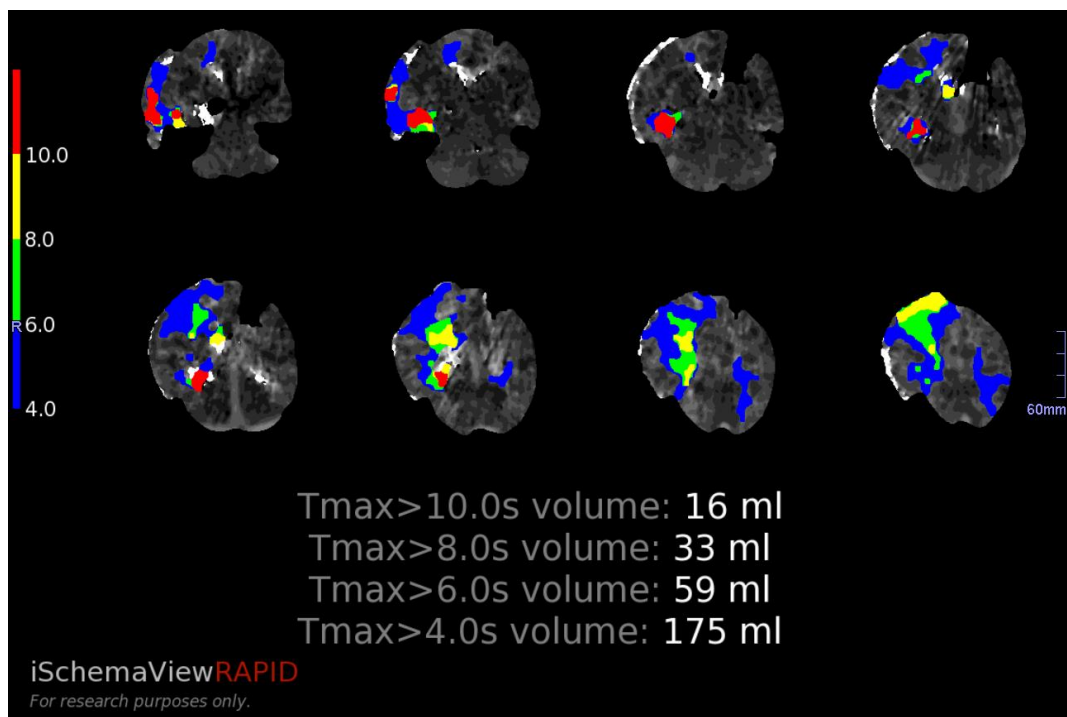 10.0
8.0
R 6.0
4.0
60mm
Tmax>10.0s volume: 16 ml
Tmax>8.0s volume: 33 ml
Tmax>6.0s volume: 59 ml
Tmax>4.0s volume: 175 ml
iSchemaViewRAPID
For research purposes only.